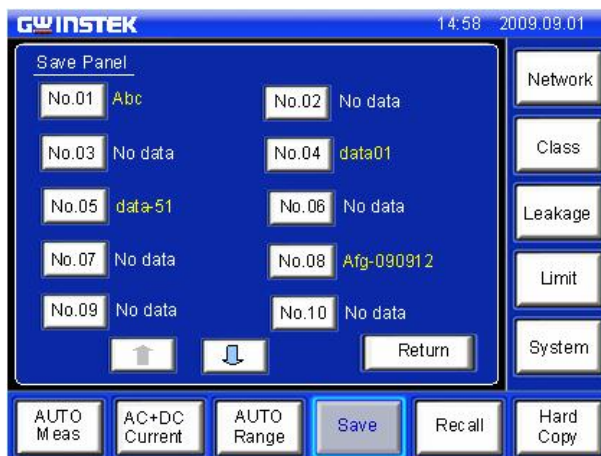 GWINSTEK 14:58 2009.09.01
Save Panel
No.01 Abc No.02 No data
No.03 No data No.04 data01
No.05 data-51 No.06 No data
No.07 No data No.08 Afg-090912
No.09 No data No.10 No data
Return
Network
Class
Leakage
Limit
System
AUTO
Meas
AC+DC
Current
AUTO
Range
Save
Recall
Hard
Copy